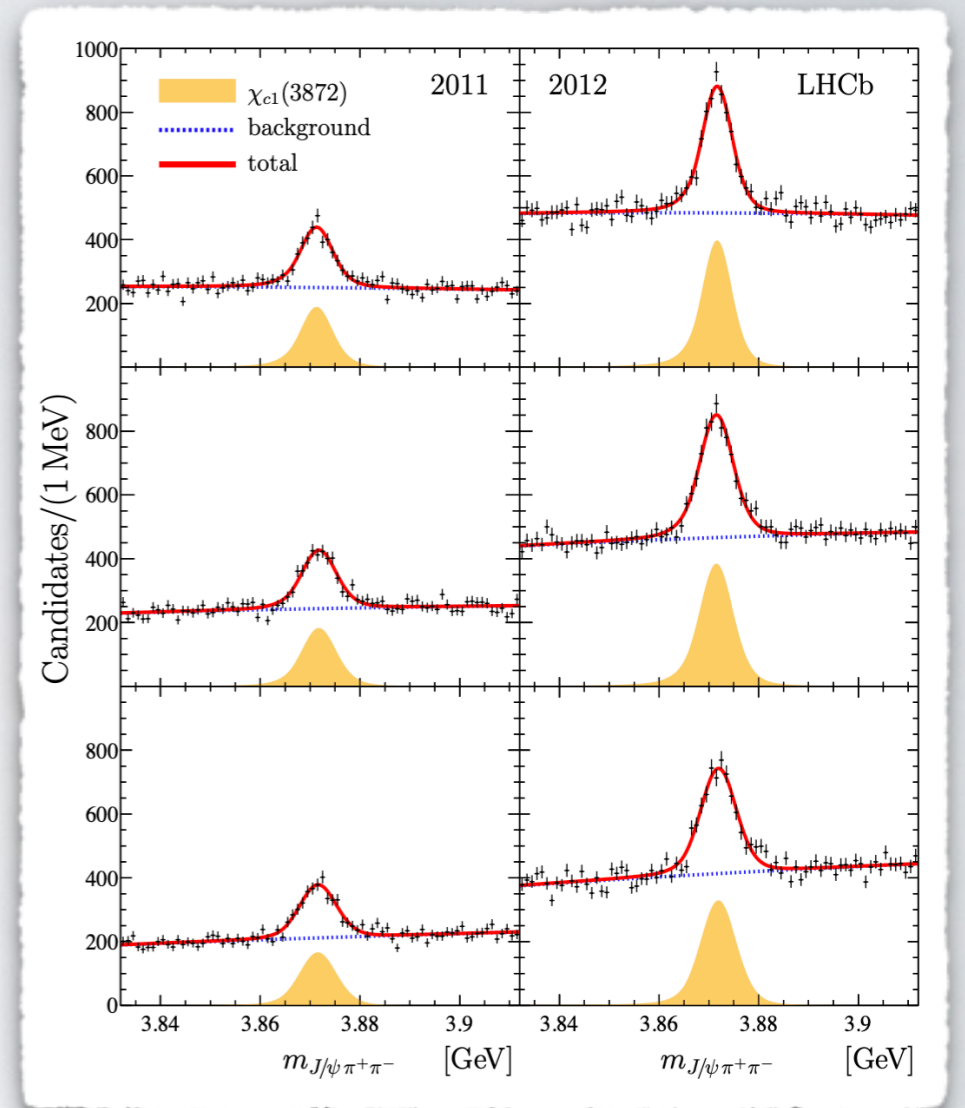 1000
800
600
400
200
χc1(3872)
background
total
2011
2012
LHCb
800
600
400
200
800
600
400
200
0
Candidates/(1 MeV)
3.84 3.86 3.88 3.9
3.84 3.86 3.88 3.9
mJ/ψπ+π− [GeV]
mJ/ψπ+π− [GeV]